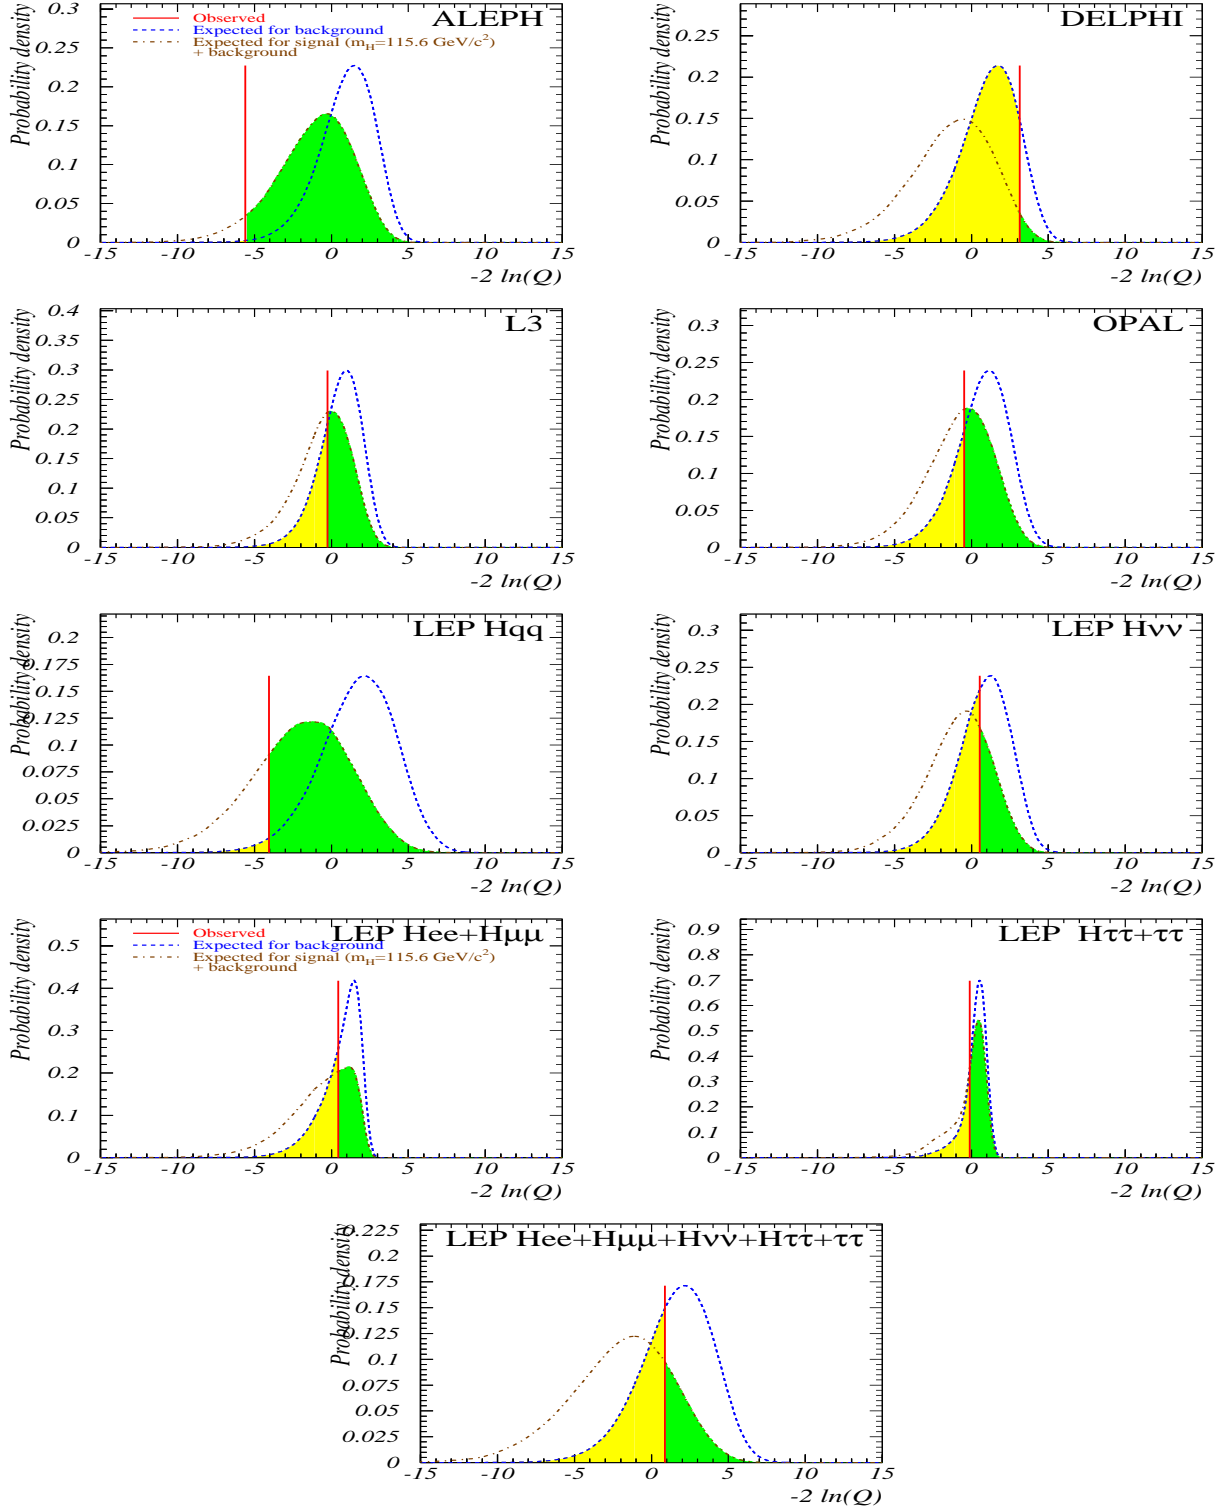 ALEPH
Observed
Expected for background
Expected for signal (m_H=115.6 GeV/c²)
+ background
Probability density
0.3
0.25
0.2
0.15
0.1
0.05
0
-15 -10 -5 0 5 10 15
-2 ln(Q)
DELPHI
Probability density
0.25
0.2
0.15
0.1
0.05
0
-15 -10 -5 0 5 10 15
-2 ln(Q)
L3
Probability density
0.4
0.35
0.3
0.25
0.2
0.15
0.1
0.05
0
-15 -10 -5 0 5 10 15
-2 ln(Q)
OPAL
Probability density
0.3
0.25
0.2
0.15
0.1
0.05
0
-15 -10 -5 0 5 10 15
-2 ln(Q)
LEP Hqq
Probability density
0.2
0.175
0.15
0.125
0.1
0.075
0.05
0.025
0
-15 -10 -5 0 5 10 15
-2 ln(Q)
LEP Hνν
Probability density
0.3
0.25
0.2
0.15
0.1
0.05
0
-15 -10 -5 0 5 10 15
-2 ln(Q)
LEP Hee+Hμμ
Observed
Expected for background
Expected for signal (m_H=115.6 GeV/c²)
+ background
Probability density
0.5
0.4
0.3
0.2
0.1
0
-15 -10 -5 0 5 10 15
-2 ln(Q)
LEP Hττ+ττ
Probability density
0.9
0.8
0.7
0.6
0.5
0.4
0.3
0.2
0.1
0
-15 -10 -5 0 5 10 15
-2 ln(Q)
LEP Hee+Hμμ+Hνν+Hττ+ττ
Probability density
0.225
0.2
0.175
0.15
0.125
0.1
0.075
0.05
0.025
0
-15 -10 -5 0 5 10 15
-2 ln(Q)